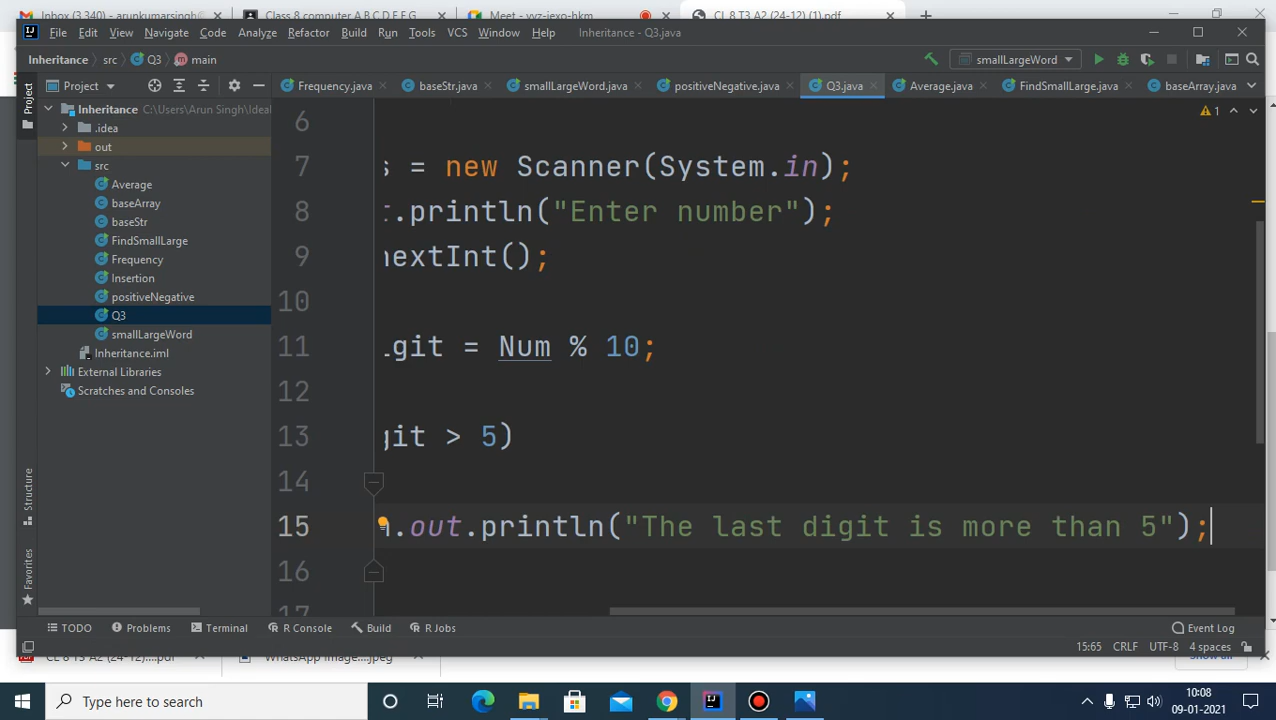 Inbox (3,340) - arunkumarsingh@
Class 8 computer A B C D E F G
Meet - vvz-jexo-hkm
CL 8 T3 A2 (24-12) (1).pdf
File Edit View Navigate Code Analyze Refactor Build Run Tools VCS Window Help Inheritance - Q3.java
Inheritance src Q3 main smallLargeWord
Project Frequency.java baseStr.java smallLargeWord.java positiveNegative.java Q3.java Average.java FindSmallLarge.java baseArray.java
Project
Inheritance C:\Users\Arun Singh\Ideal
.idea
out
src
Average
baseArray
baseStr
FindSmallLarge
Frequency
Insertion
positiveNegative
Q3
smallLargeWord
Inheritance.iml
External Libraries
Scratches and Consoles
1
6
7 s = new Scanner(System.in);
8 .println("Enter number");
9 nextInt();
10
11 igit = Num % 10;
12
13 git > 5)
14
15 .out.println("The last digit is more than 5");
16
17
Structure
Favorites
TODO Problems Terminal R Console Build R Jobs Event Log
15:65 CRLF UTF-8 4 spaces
CL 8 T3 A2 (24-12)....pdf WhatsApp Image....jpeg Show all
Type here to search
10:08
09-01-2021